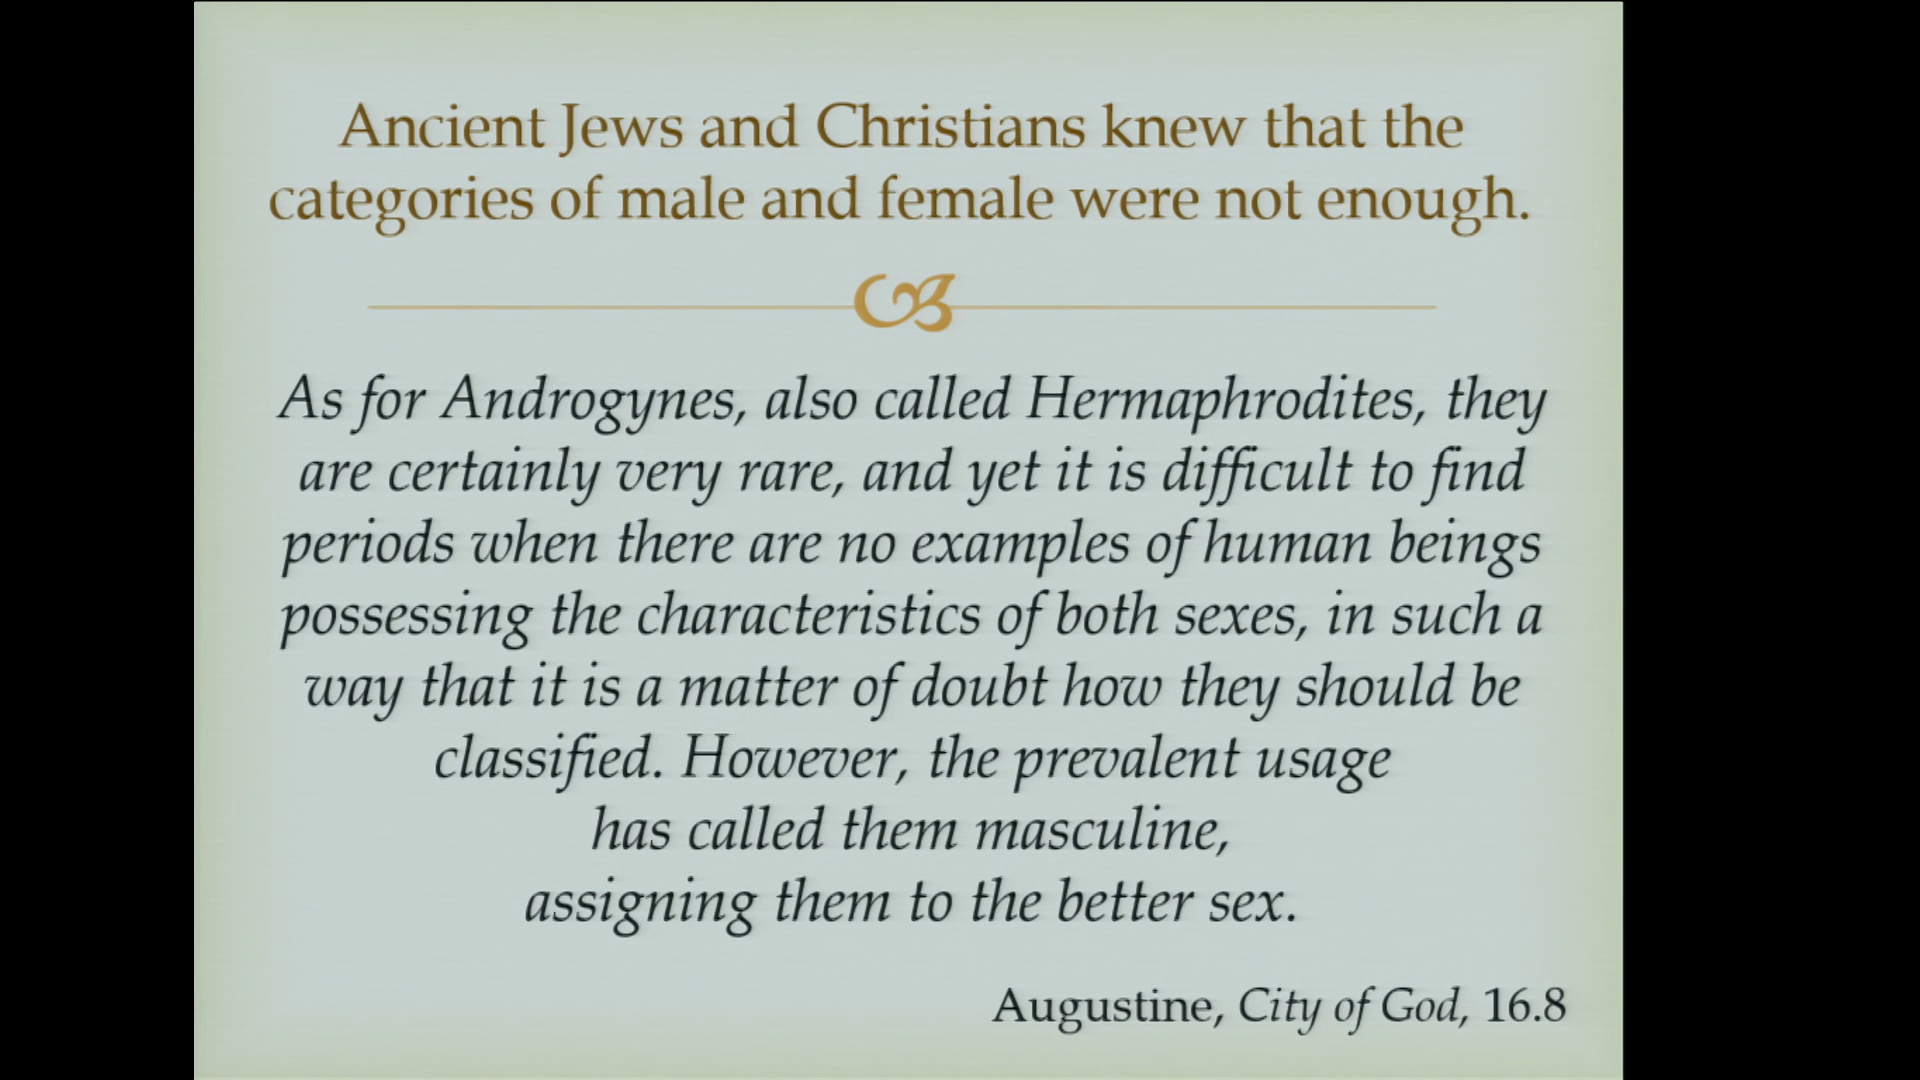 Ancient Jews and Christians knew that the
categories of male and female were not enough.
As for Androgynes, also called Hermaphrodites, they
are certainly very rare, and yet it is difficult to find
periods when there are no examples of human beings
possessing the characteristics of both sexes, in such a
way that it is a matter of doubt how they should be
classified. However, the prevalent usage
has called them masculine,
assigning them to the better sex.
Augustine, City of God, 16.8